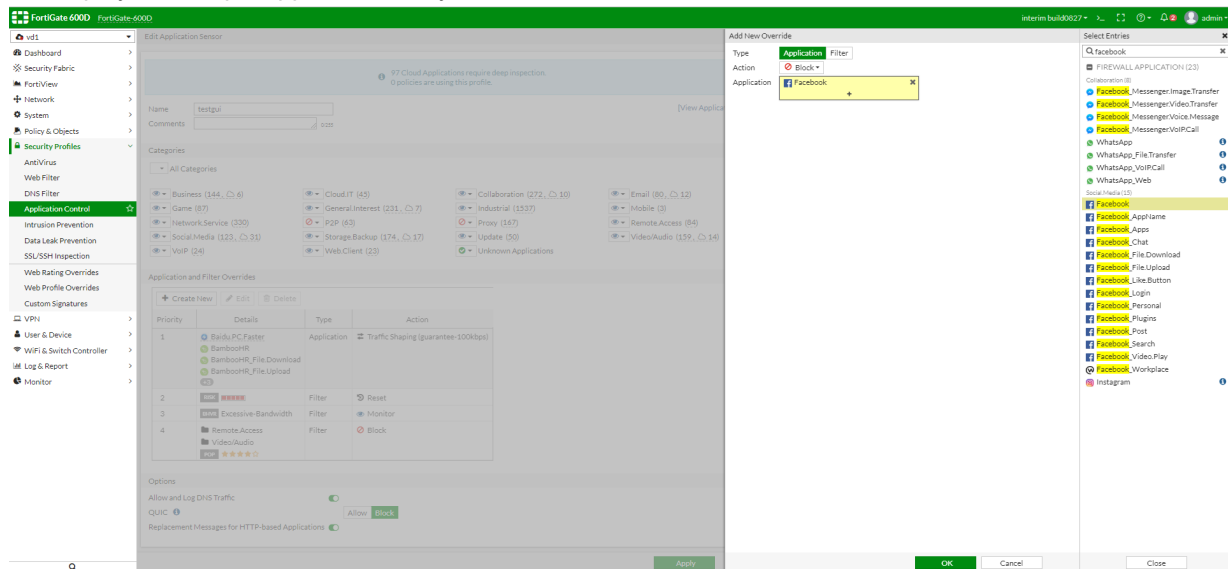 FortiGate 600D FortiGate-600D
interim build0827 >_ 2 admin
vd1
Dashboard
Security Fabric
FortiView
Network
System
Policy & Objects
Security Profiles
AntiVirus
Web Filter
DNS Filter
Application Control
Intrusion Prevention
Data Leak Prevention
SSL/SSH Inspection
Web Rating Overrides
Web Profile Overrides
Custom Signatures
VPN
User & Device
WiFi & Switch Controller
Log & Report
Monitor
Edit Application Sensor
97 Cloud Applications require deep inspection.
0 policies are using this profile.
Name testgui [View Applica
Comments 0/255
Categories
All Categories
Business (144, 6) Cloud.IT (45) Collaboration (272, 10) Email (80, 12)
Game (87) General.Interest (231, 7) Industrial (1537) Mobile (3)
Network.Service (330) P2P (63) Proxy (167) Remote.Access (84)
Social.Media (123, 31) Storage.Backup (174, 17) Update (50) Video/Audio (159, 14)
VoIP (24) Web.Client (23) Unknown Applications
Application and Filter Overrides
+ Create New Edit Delete
Priority Details Type Action
1 Baidu.PC.Faster Application Traffic Shaping (guarantee-100kbps)
BambooHR
BambooHR_File.Download
BambooHR_File.Upload
2 RISK Filter Reset
3 BHVR Excessive-Bandwidth Filter Monitor
4 Remote.Access Filter Block
Video/Audio
POP
Options
Allow and Log DNS Traffic
QUIC Allow Block
Replacement Messages for HTTP-based Applications
Apply
Add New Override
Type Application Filter
Action Block
Application Facebook
+
OK Cancel
Select Entries
facebook
FIREWALL APPLICATION (23)
Collaboration (8)
Facebook_Messenger.Image.Transfer
Facebook_Messenger.Video.Transfer
Facebook_Messenger.Voice.Message
Facebook_Messenger.VoIP.Call
WhatsApp
WhatsApp_File.Transfer
WhatsApp_VoIP.Call
WhatsApp_Web
Social.Media (15)
Facebook
Facebook_AppName
Facebook_Apps
Facebook_Chat
Facebook_File.Download
Facebook_File.Upload
Facebook_Like.Button
Facebook_Login
Facebook_Personal
Facebook_Plugins
Facebook_Post
Facebook_Search
Facebook_Video.Play
Facebook_Workplace
Instagram
Close